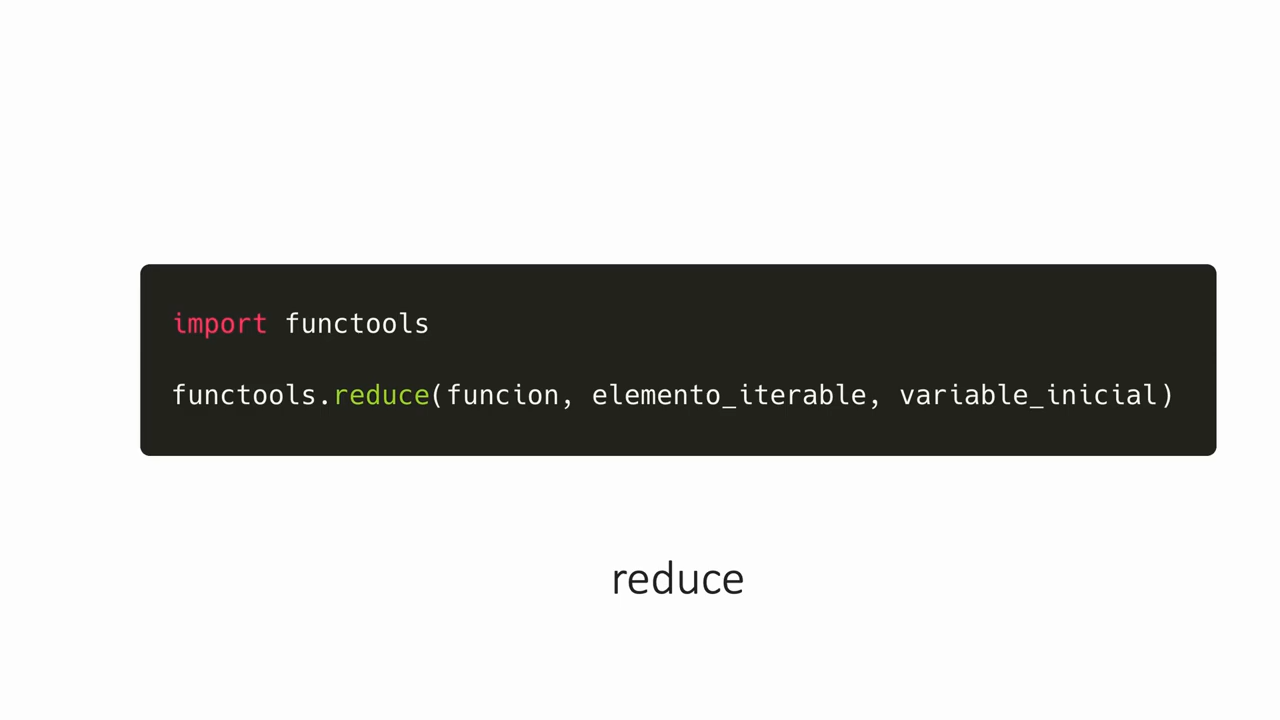 import functools
functools.reduce(funcion, elemento_iterable, variable_inicial)
reduce